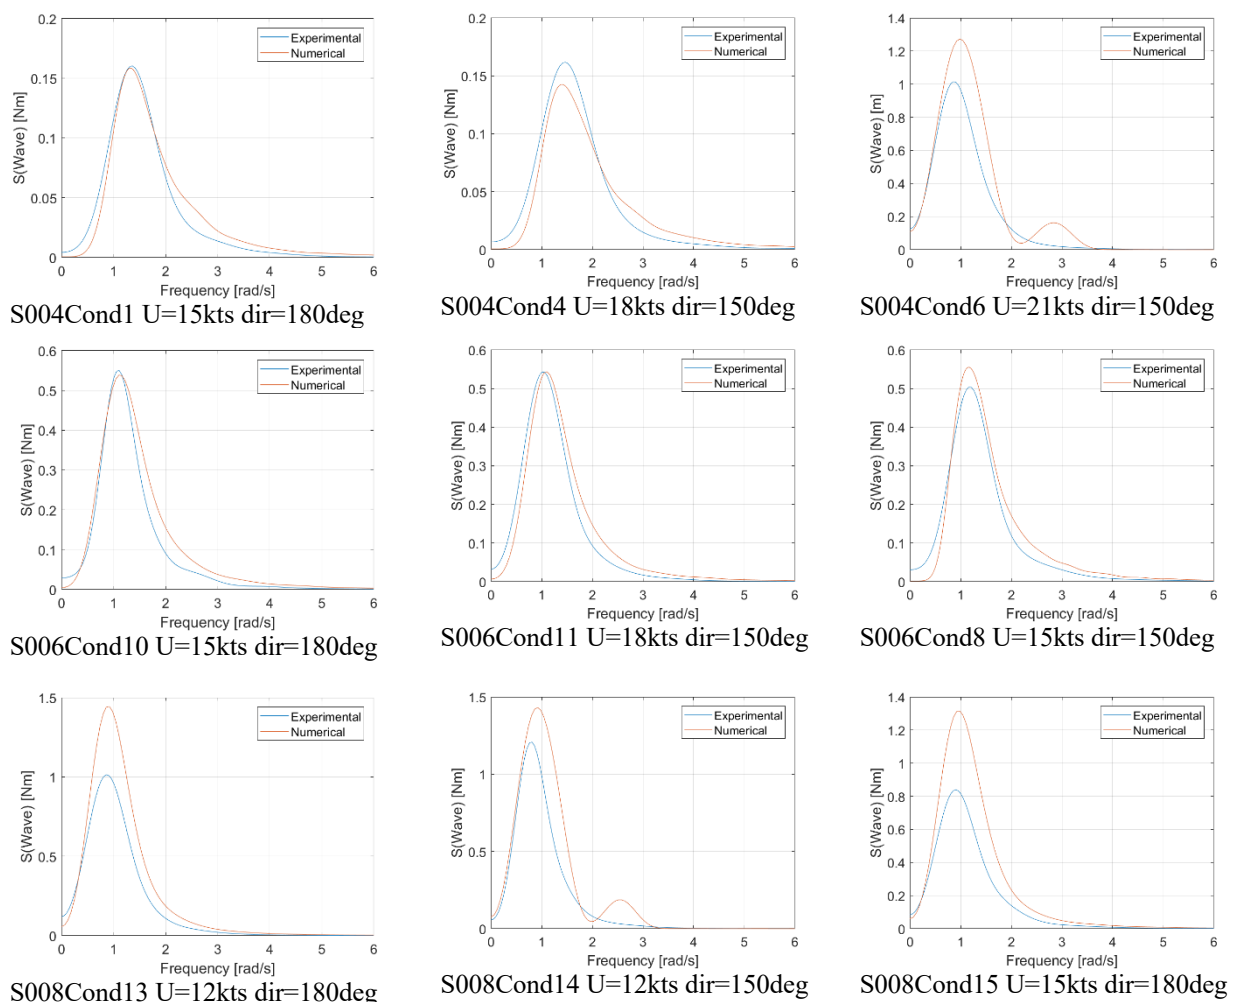 0.2
0.15
0.1
0.05
0
S(Wave) [Nm]
Experimental
Numerical
0 1 2 3 4 5 6
Frequency [rad/s]
S004Cond1 U=15kts dir=180deg
0.2
0.15
0.1
0.05
0
S(Wave) [Nm]
Experimental
Numerical
0 1 2 3 4 5 6
Frequency [rad/s]
S004Cond4 U=18kts dir=150deg
1.4
1.2
1
0.8
0.6
0.4
0.2
0
S(Wave) [m]
Experimental
Numerical
0 1 2 3 4 5 6
Frequency [rad/s]
S004Cond6 U=21kts dir=150deg
0.6
0.5
0.4
0.3
0.2
0.1
0
S(Wave) [Nm]
Experimental
Numerical
0 1 2 3 4 5 6
Frequency [rad/s]
S006Cond10 U=15kts dir=180deg
0.6
0.5
0.4
0.3
0.2
0.1
0
S(Wave) [Nm]
Experimental
Numerical
0 1 2 3 4 5 6
Frequency [rad/s]
S006Cond11 U=18kts dir=150deg
0.6
0.5
0.4
0.3
0.2
0.1
0
S(Wave) [Nm]
Experimental
Numerical
0 1 2 3 4 5 6
Frequency [rad/s]
S006Cond8 U=15kts dir=150deg
1.5
1
0.5
0
S(Wave) [Nm]
Experimental
Numerical
0 1 2 3 4 5 6
Frequency [rad/s]
S008Cond13 U=12kts dir=180deg
1.5
1
0.5
0
S(Wave) [Nm]
Experimental
Numerical
0 1 2 3 4 5 6
Frequency [rad/s]
S008Cond14 U=12kts dir=150deg
1.4
1.2
1
0.8
0.6
0.4
0.2
0
S(Wave) [Nm]
Experimental
Numerical
0 1 2 3 4 5 6
Frequency [rad/s]
S008Cond15 U=15kts dir=180deg